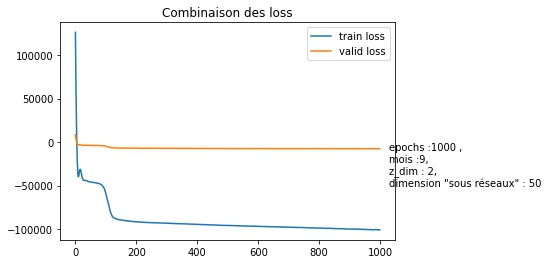 Combinaison des loss
train loss
valid loss
100000
50000
0
−50000
−100000
0
200
400
600
800
1000
epochs :1000 ,
mois :9,
z_dim : 2,
dimension "sous réseaux" : 50